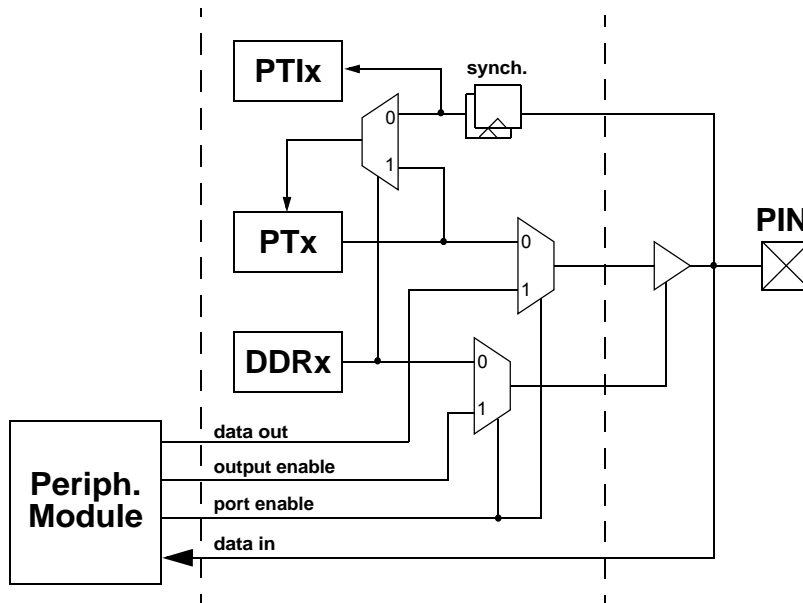 PTIx
synch.
0
1
PTx
PIN
0
1
DDRx
0
1
Periph.
Module
data out
output enable
port enable
data in